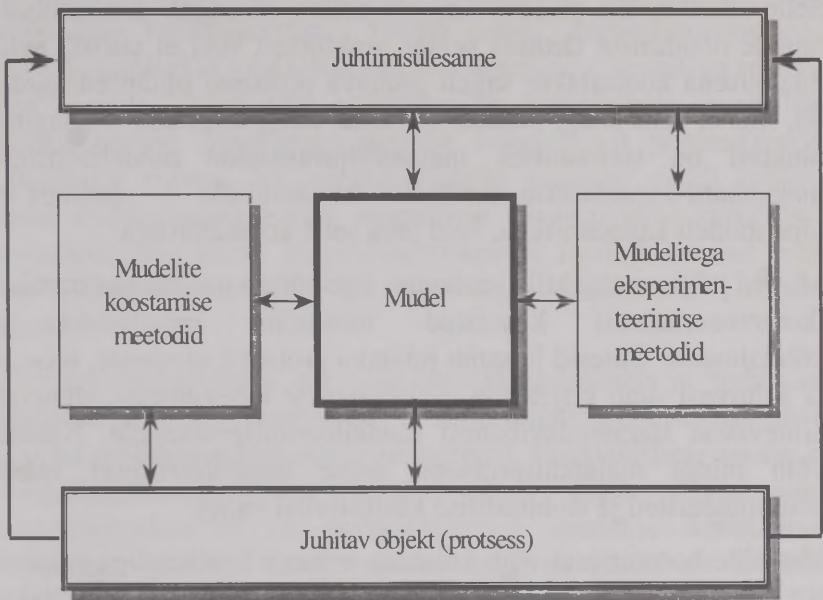 Juhtimisülesanne
Mudelite
koostamise
meetodid
Mudel
Mudelitega
eksperimen-
teerimise
meetodid
Juhitav objekt (protsess)